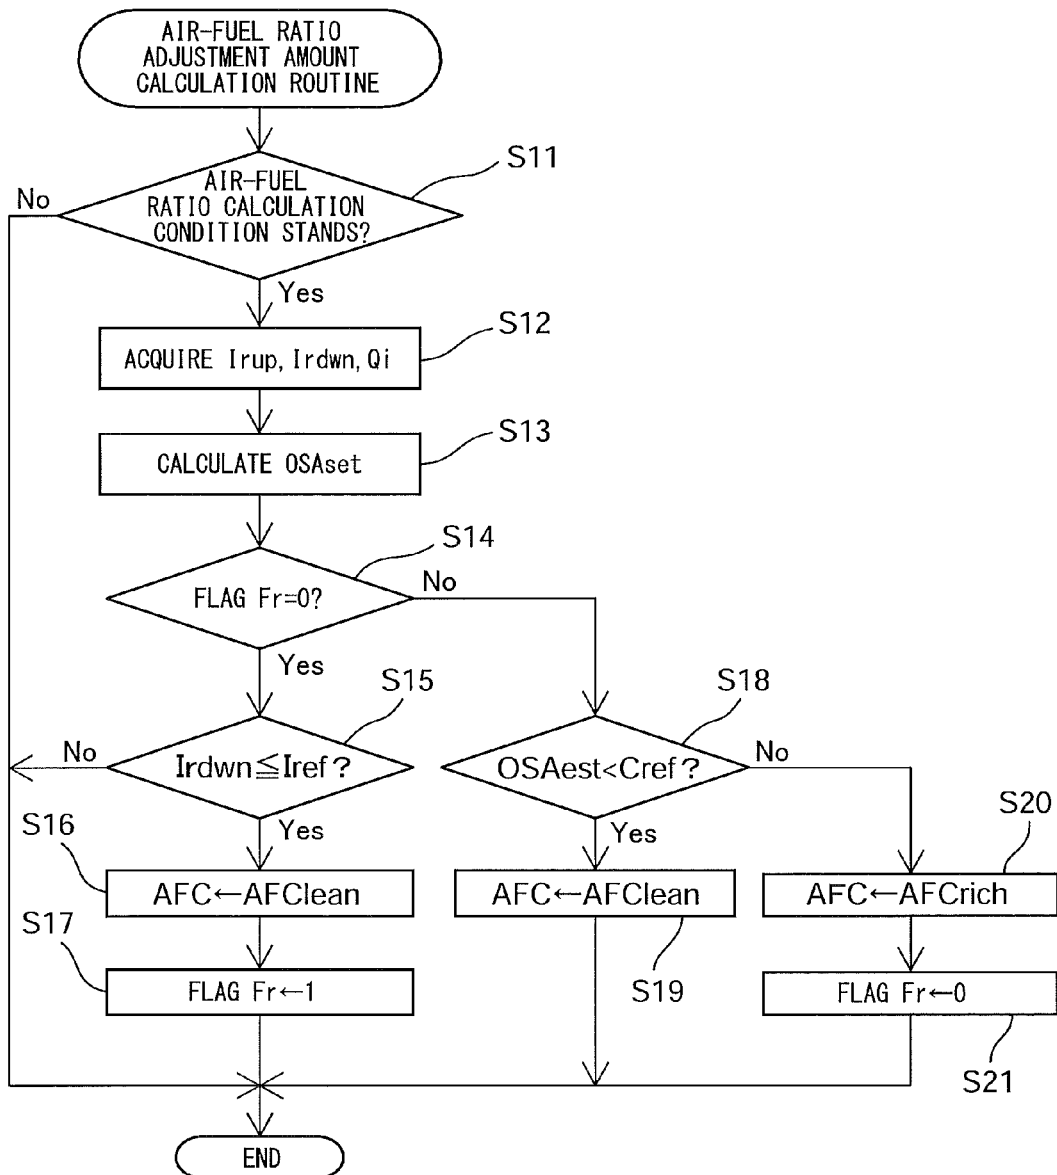 AIR-FUEL RATIO
ADJUSTMENT AMOUNT
CALCULATION ROUTINE
S11
AIR-FUEL
RATIO CALCULATION
CONDITION STANDS?
No
Yes
S12
ACQUIRE Irup, Irdwn, Qi
S13
CALCULATE OSAset
S14
FLAG Fr=0?
No
Yes
S15
Irdwn≦Iref?
No
Yes
S18
OSAest<Cref?
No
Yes
S16
AFC←AFClean
S17
FLAG Fr←1
AFC←AFClean
S19
S20
AFC←AFCrich
FLAG Fr←0
S21
END